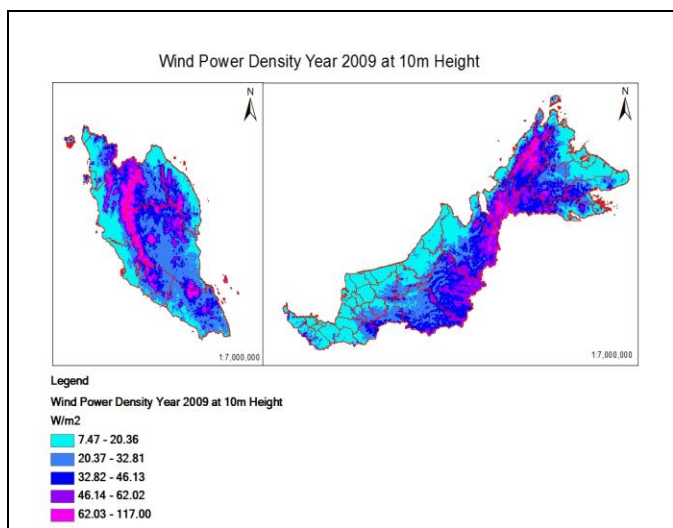 Wind Power Density Year 2009 at 10m Height
N
N
1:7,000,000
1:7,000,000
Legend
Wind Power Density Year 2009 at 10m Height
W/m2
7.47 - 20.36
20.37 - 32.81
32.82 - 46.13
46.14 - 62.02
62.03 - 117.00